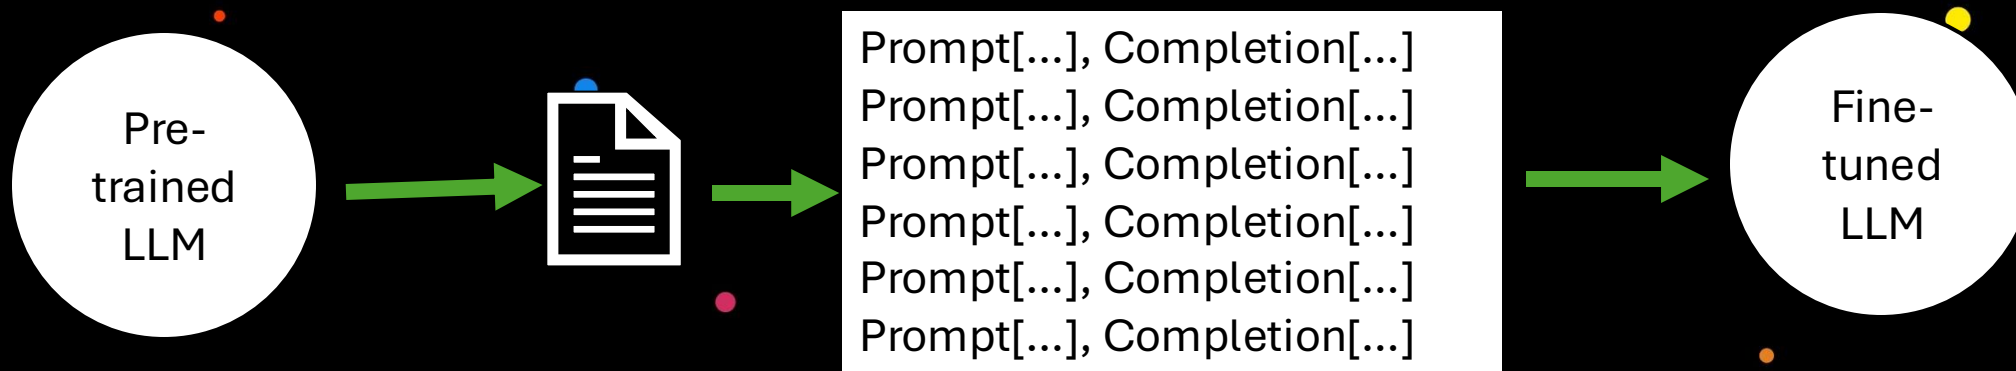 Pre-
trained
LLM
Prompt[...], Completion[...]
Prompt[...], Completion[...]
Prompt[...], Completion[...]
Prompt[...], Completion[...]
Prompt[...], Completion[...]
Prompt[...], Completion[...]
Fine-
tuned
LLM